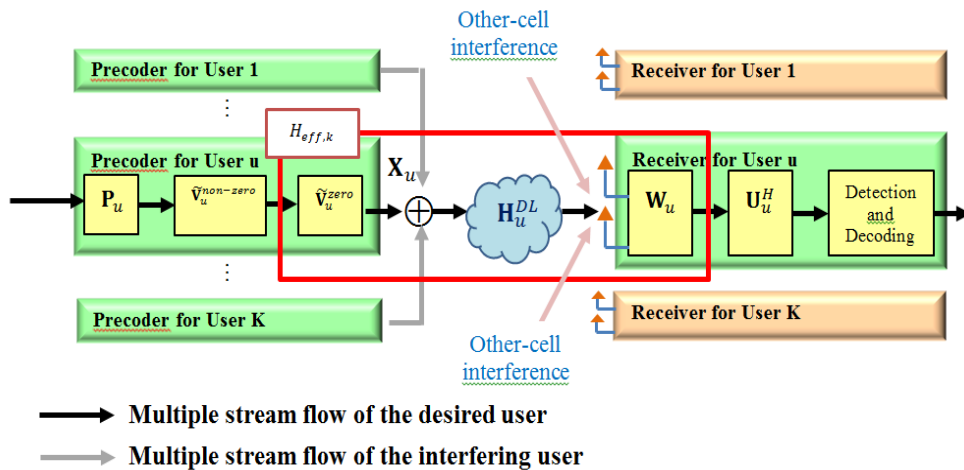 Other-cell
interference
Precoder for User 1
Receiver for User 1
⋮
H_{eff,k}
Precoder for User u
X_u
Receiver for User u
P_u
Ṽ_u^{non-zero}
Ṽ_u^{zero}
H_u^{DL}
W_u
U_u^H
Detection
and
Decoding
⋮
Precoder for User K
Receiver for User K
Other-cell
interference
Multiple stream flow of the desired user
Multiple stream flow of the interfering user